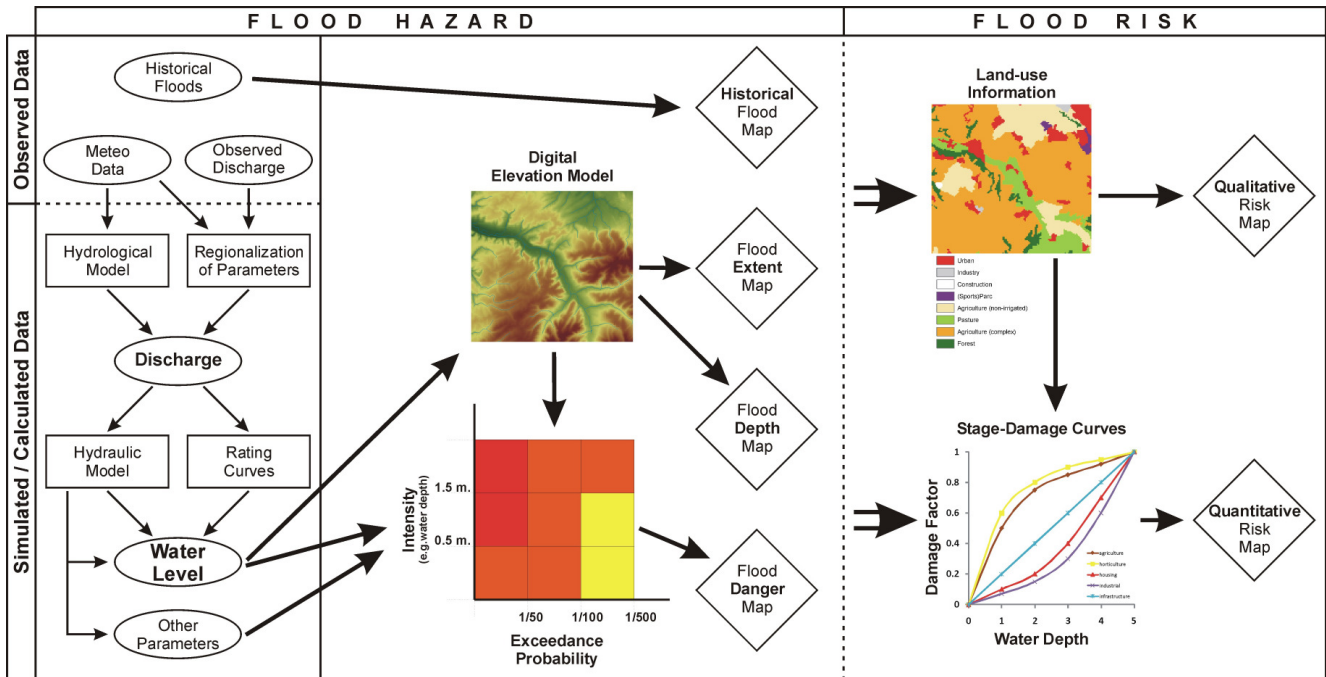 FLOOD HAZARD
FLOOD RISK
Observed Data
Simulated / Calculated Data
Historical
Floods
Meteo
Data
Observed
Discharge
Hydrological
Model
Regionalization
of Parameters
Discharge
Hydraulic
Model
Rating
Curves
Water
Level
Other
Parameters
Digital
Elevation Model
Intensity
(e.g.water depth)
1.5 m.
0.5 m.
1/50
1/100
1/500
Exceedance
Probability
Historical
Flood
Map
Flood
Extent
Map
Flood
Depth
Map
Flood
Danger
Map
Land-use
Information
Urban
Industry
Construction
(Sports)Parc
Agriculture (non-irrigated)
Pasture
Agriculture (complex)
Forest
Qualitative
Risk
Map
Stage-Damage Curves
Damage Factor
1
0.8
0.6
0.4
0.2
0
agriculture
horticulture
housing
industrial
infrastructure
0 1 2 3 4 5
Water Depth
Quantitative
Risk
Map